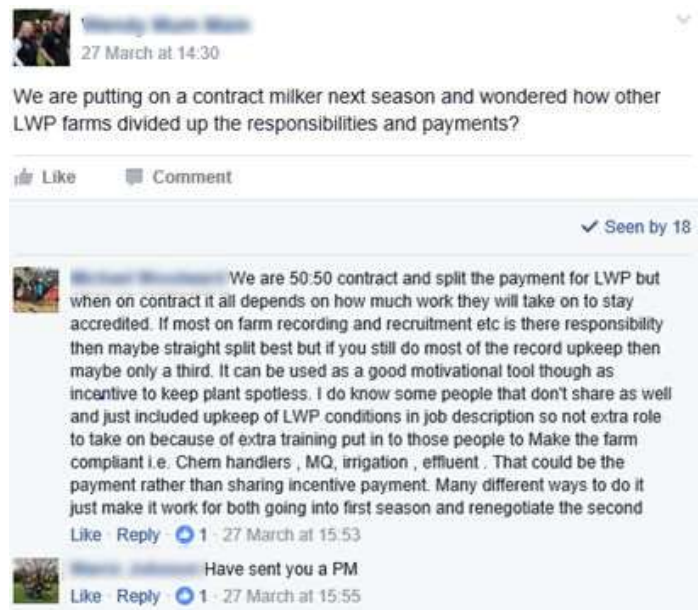 27 March at 14:30
We are putting on a contract milker next season and wondered how other
LWP farms divided up the responsibilities and payments?
Like Comment
Seen by 18
We are 50:50 contract and split the payment for LWP but
when on contract it all depends on how much work they will take on to stay
accredited. If most on farm recording and recruitment etc is there responsibility
then maybe straight split best but if you still do most of the record upkeep then
maybe only a third. It can be used as a good motivational tool though as
incentive to keep plant spotless. I do know some people that don't share as well
and just included upkeep of LWP conditions in job description so not extra role
to take on because of extra training put in to those people to Make the farm
compliant i.e. Chem handlers , MQ, irrigation , effluent . That could be the
payment rather than sharing incentive payment. Many different ways to do it
just make it work for both going into first season and renegotiate the second
Like · Reply · 1 · 27 March at 15:53
Have sent you a PM
Like · Reply · 1 · 27 March at 15:55